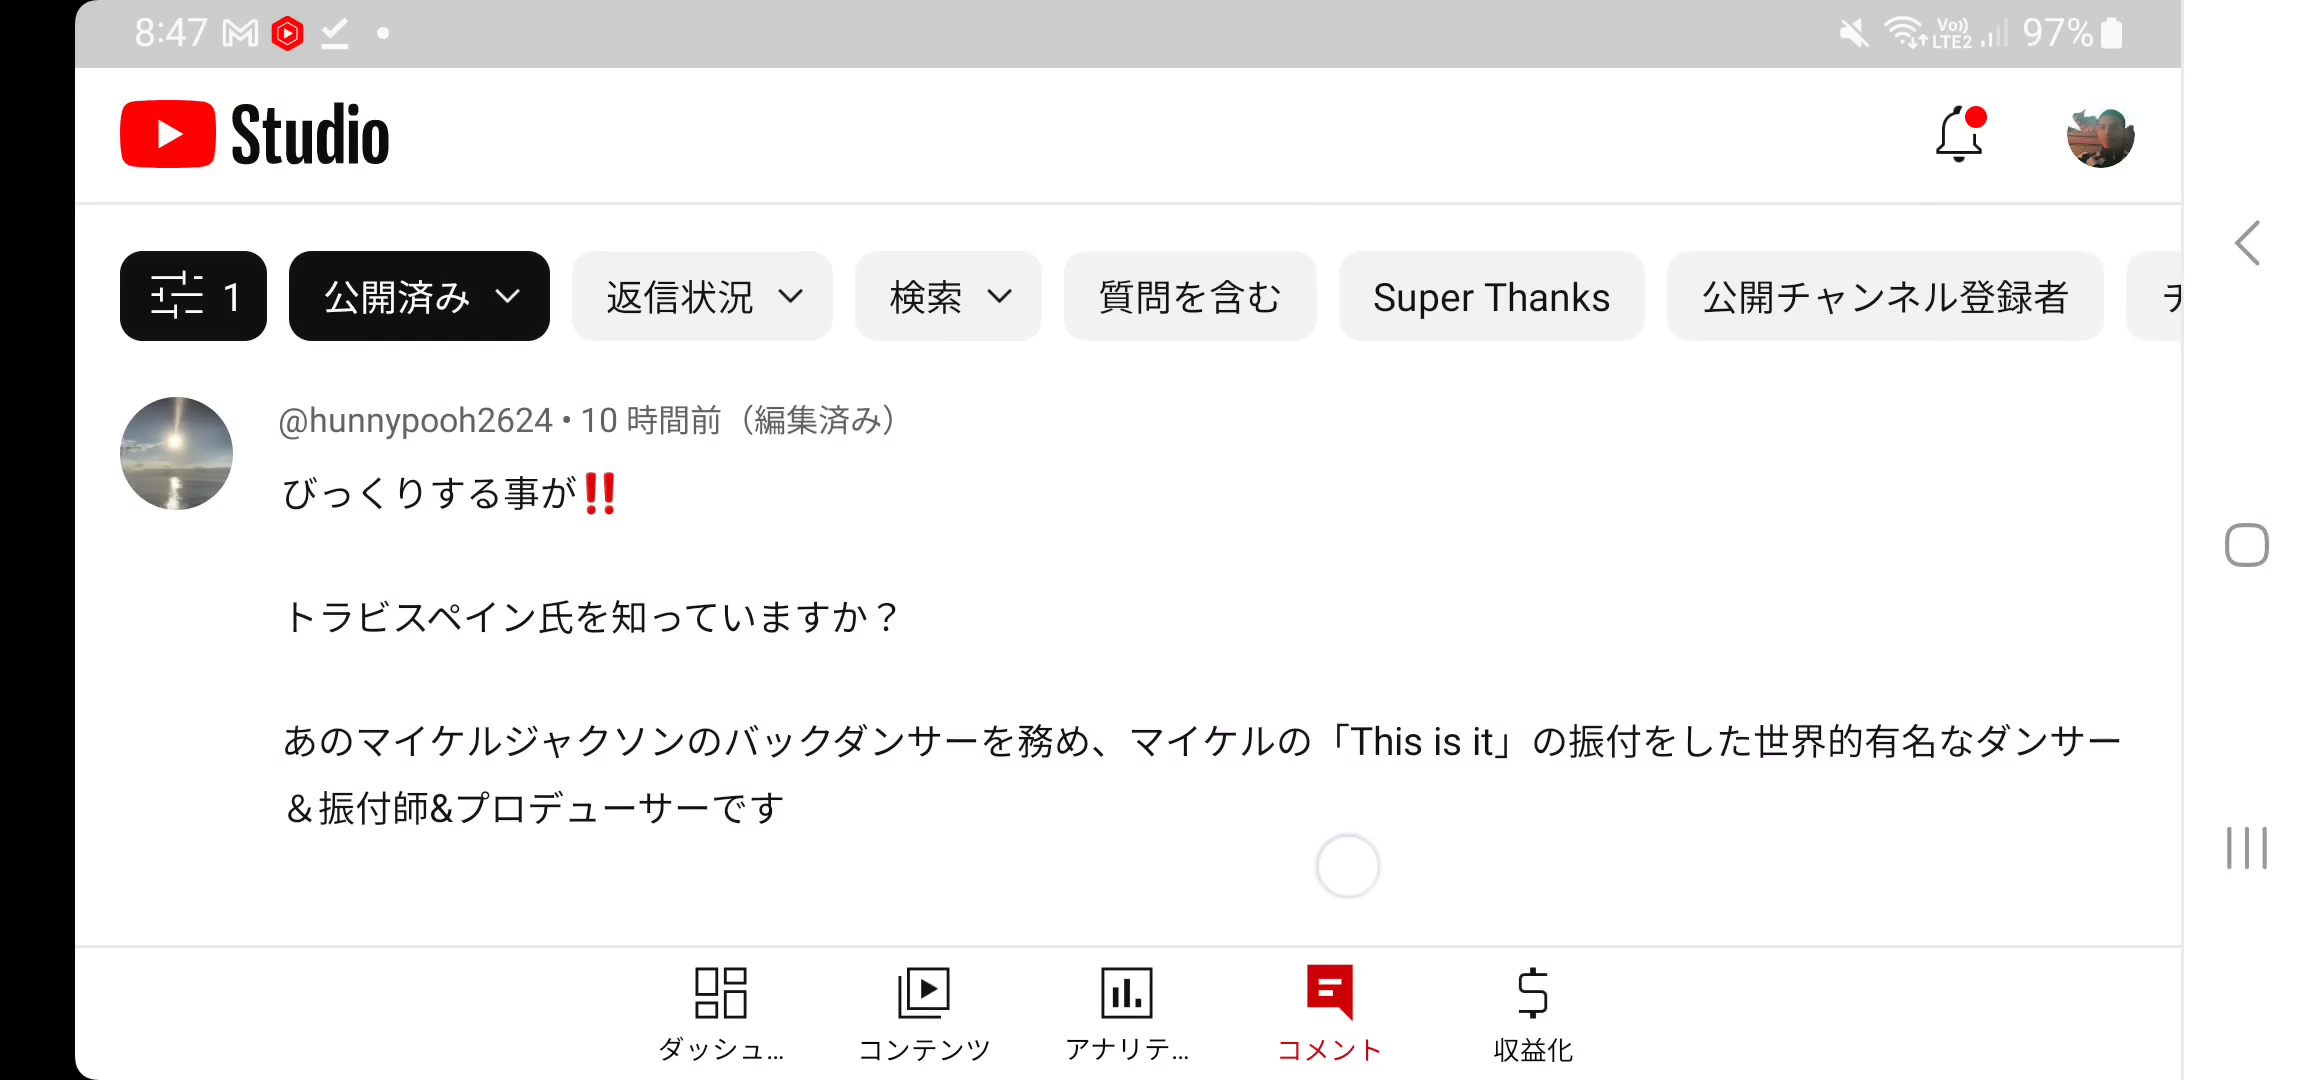 8:47
Vo)) LTE2 97%
Studio
1 公開済み 返信状況 検索 質問を含む Super Thanks 公開チャンネル登録者
@hunnypooh2624 • 10 時間前（編集済み）
びっくりする事が‼️
トラビスペイン氏を知っていますか？
あのマイケルジャクソンのバックダンサーを務め、マイケルの「This is it」の振付をした世界的有名なダンサー
＆振付師&プロデューサーです
ダッシュ... コンテンツ アナリテ... コメント 収益化